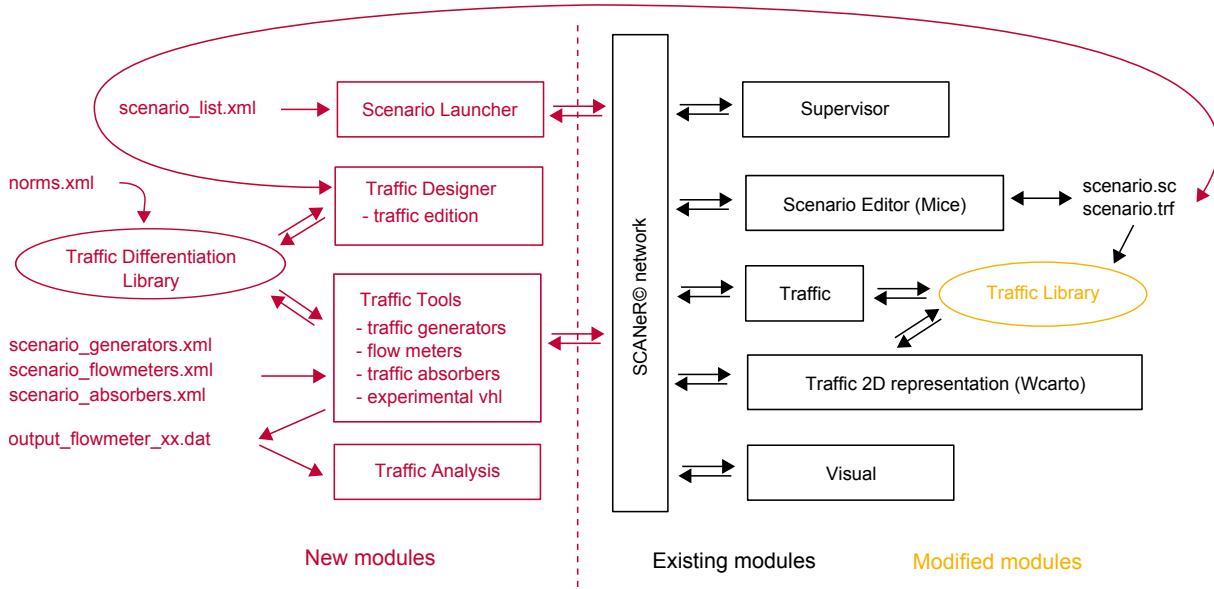 scenario_list.xml
Scenario Launcher
norms.xml
Traffic Designer
- traffic edition
Traffic Differentiation
Library
Traffic Tools
- traffic generators
- flow meters
- traffic absorbers
- experimental vhl
scenario_generators.xml
scenario_flowmeters.xml
scenario_absorbers.xml
output_flowmeter_xx.dat
Traffic Analysis
New modules
SCANeR© network
Supervisor
Scenario Editor (Mice)
scenario.sc
scenario.trf
Traffic
Traffic Library
Traffic 2D representation (Wcarto)
Visual
Existing modules
Modified modules